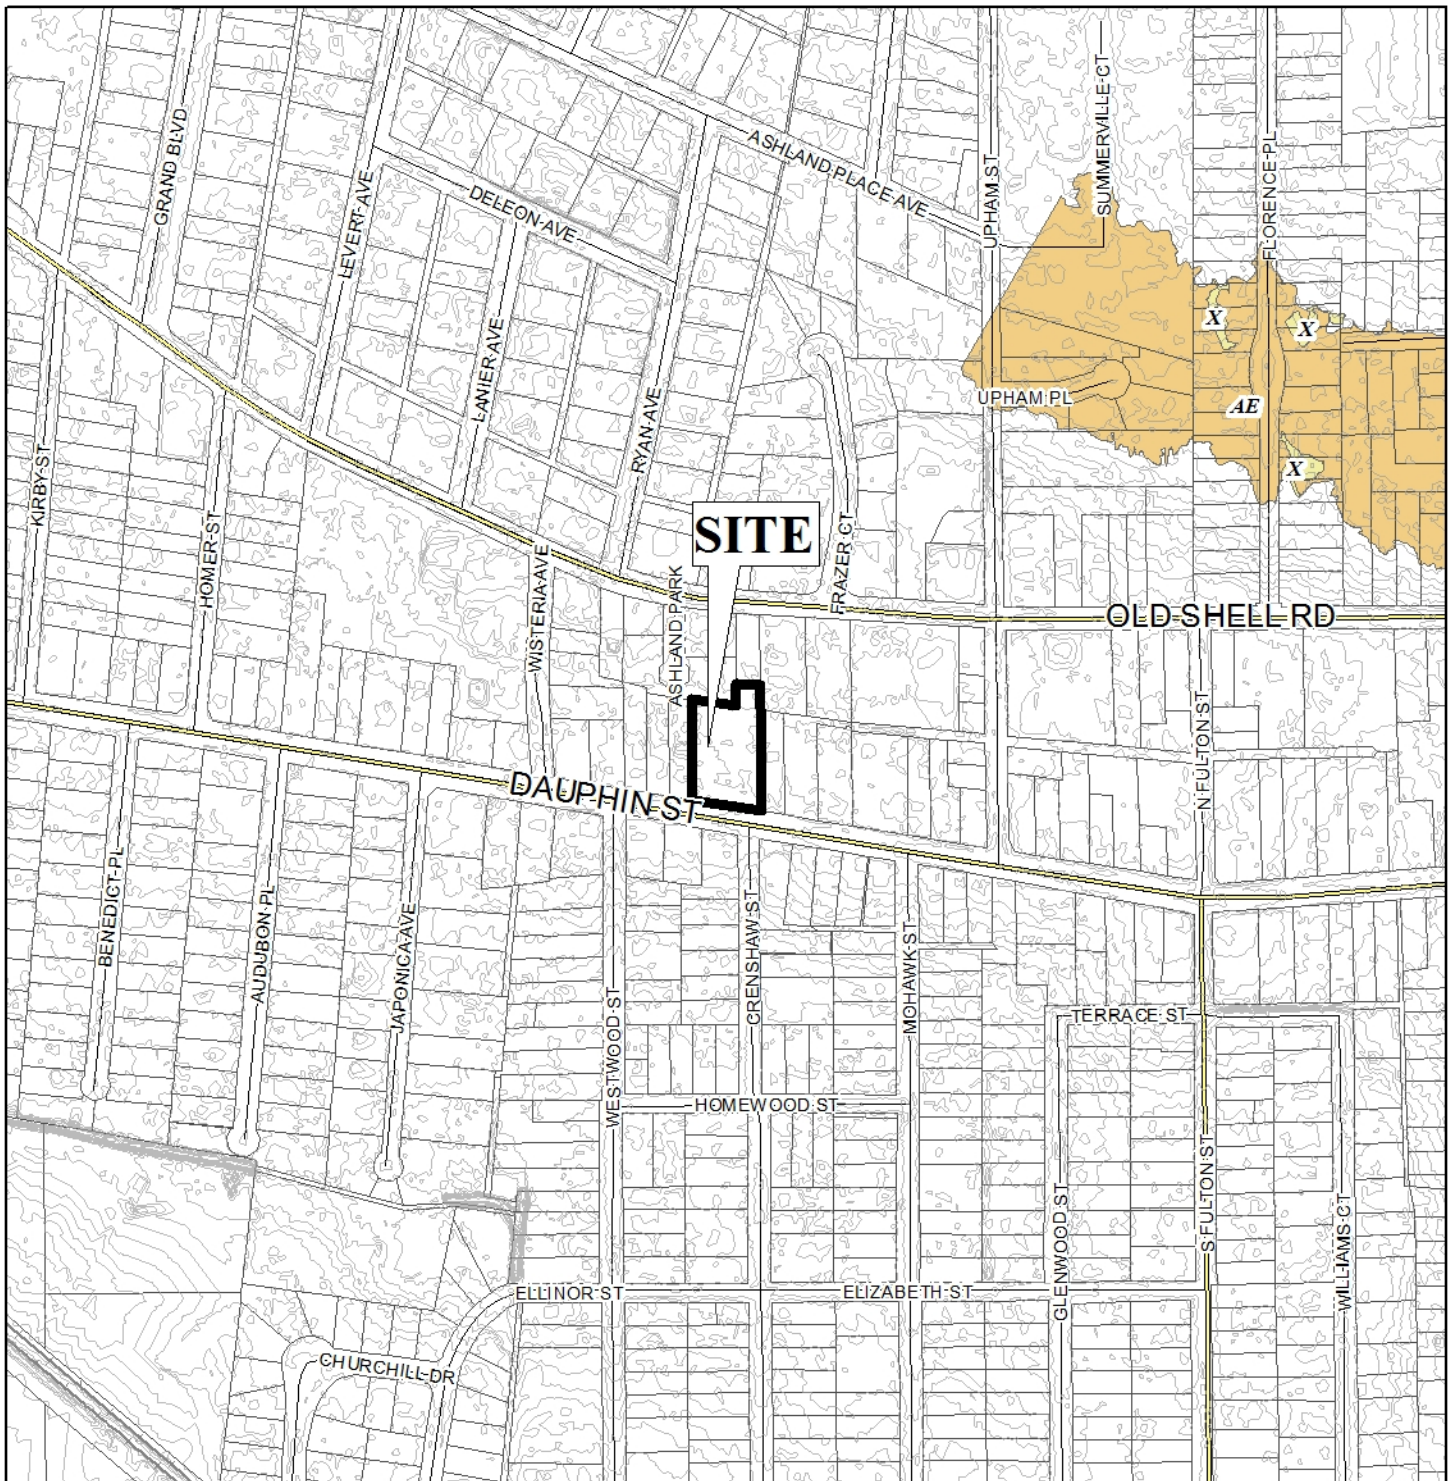 GRAND BLVD
LEVERT AVE
DELEON AVE
ASHLAND PLACE AVE
UPHAM ST
SUMMERVILLE CT
FLORENCE PL
X
X
LANIER AVE
RYAN AVE
UPHAM PL
AE
X
KIRBY ST
HOMER ST
WISTERIA AVE
ASHLAND PARK
SITE
FRAZER CT
OLD SHELL RD
N FULTON ST
DAUPHIN ST
BENEDICT PL
AUDUBON PL
JAPONICA AVE
WESTWOOD ST
GRENSHAW ST
MOHAWK ST
TERRACE ST
HOMEWOOD ST
GLENWOOD ST
S FULTON ST
WILLIAMS CT
ELLINOR ST
ELIZABETH ST
CHURCHILL DR